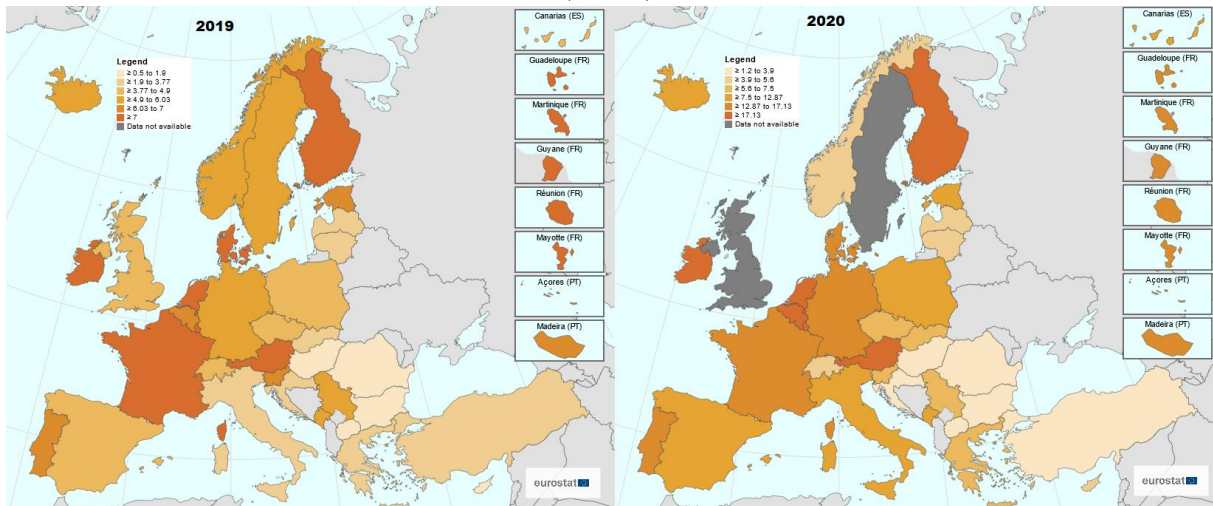 2019
Legend
≥ 0.5 to 1.9
≥ 1.9 to 3.77
≥ 3.77 to 4.9
≥ 4.9 to 6.03
≥ 6.03 to 7
≥ 7
Data not available
Canarias (ES)
Guadeloupe (FR)
Martinique (FR)
Guyane (FR)
Réunion (FR)
Mayotte (FR)
Açores (PT)
Madeira (PT)
eurostat
2020
Legend
≥ 1.2 to 3.9
≥ 3.9 to 5.6
≥ 5.6 to 7.5
≥ 7.5 to 12.87
≥ 12.87 to 17.13
≥ 17.13
Data not available
Canarias (ES)
Guadeloupe (FR)
Martinique (FR)
Guyane (FR)
Réunion (FR)
Mayotte (FR)
Açores (PT)
Madeira (PT)
eurostat